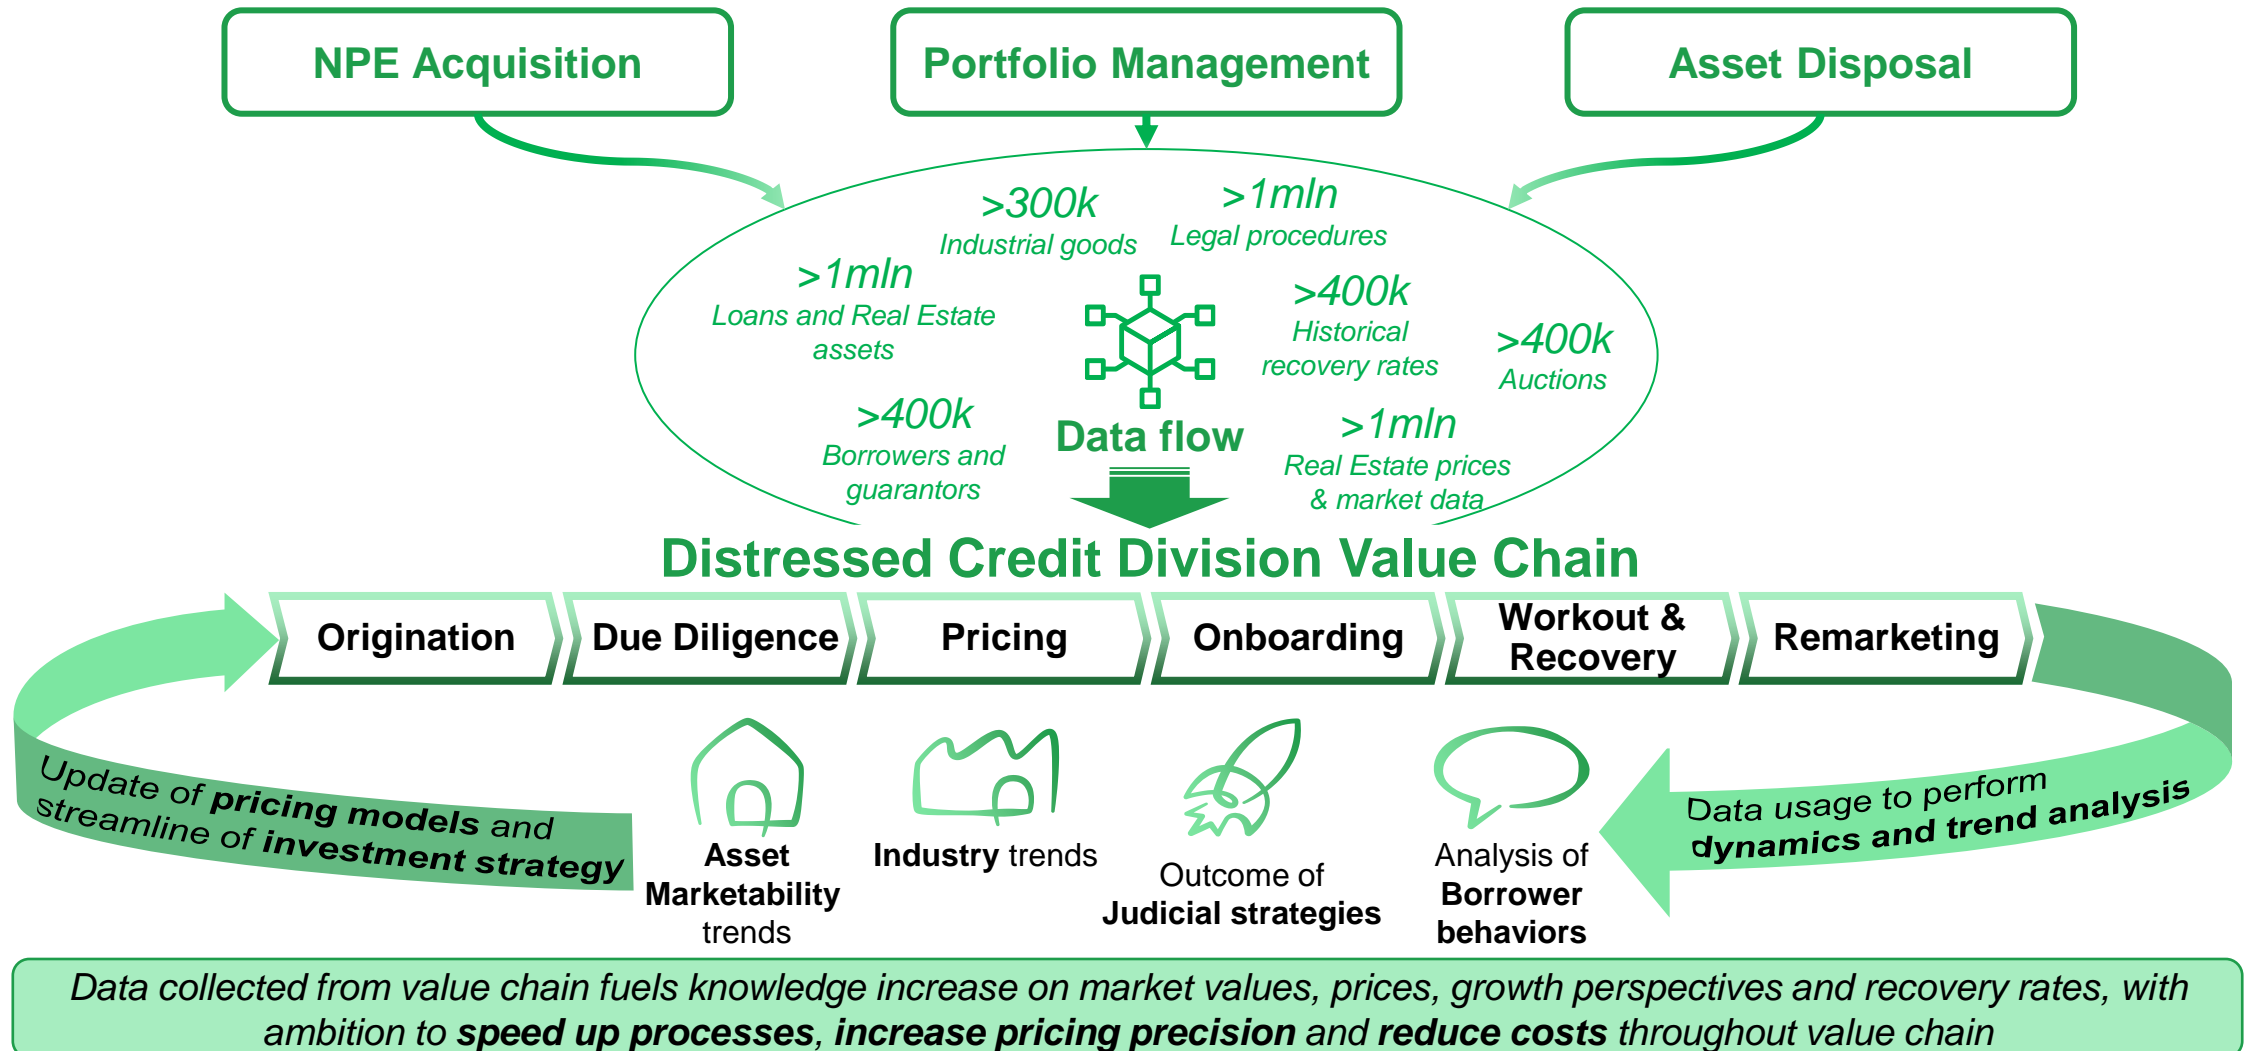 NPE Acquisition
Portfolio Management
Asset Disposal
>300k
Industrial goods
>1mln
Legal procedures
>1mln
Loans and Real Estate
assets
>400k
Historical
recovery rates
>400k
Auctions
>400k
Borrowers and
guarantors
Data flow
>1mln
Real Estate prices
& market data
Distressed Credit Division Value Chain
Origination
Due Diligence
Pricing
Onboarding
Workout &
Recovery
Remarketing
Update of pricing models and
streamline of investment strategy
Asset
Marketability
trends
Industry trends
Outcome of
Judicial strategies
Analysis of
Borrower
behaviors
Data usage to perform
dynamics and trend analysis
Data collected from value chain fuels knowledge increase on market values, prices, growth perspectives and recovery rates, with
ambition to speed up processes, increase pricing precision and reduce costs throughout value chain